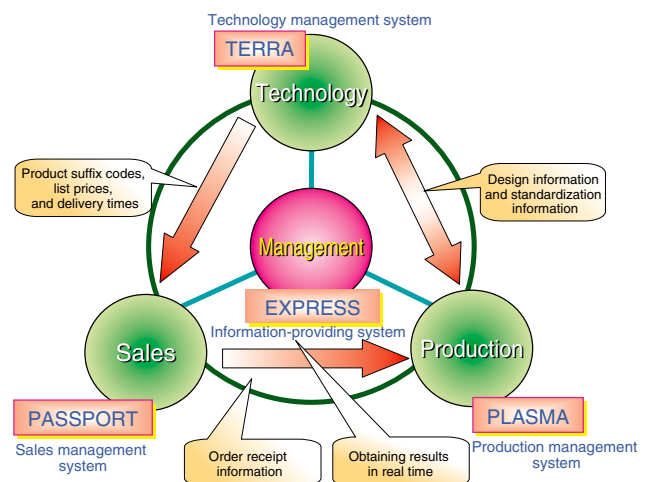 Technology management system
TERRA
Technology
Product suffix codes,
list prices,
and delivery times
Design information
and standardization
information
Management
EXPRESS
Information-providing system
Sales
Production
PASSPORT
Sales management
system
PLASMA
Production management
system
Order receipt
information
Obtaining results
in real time